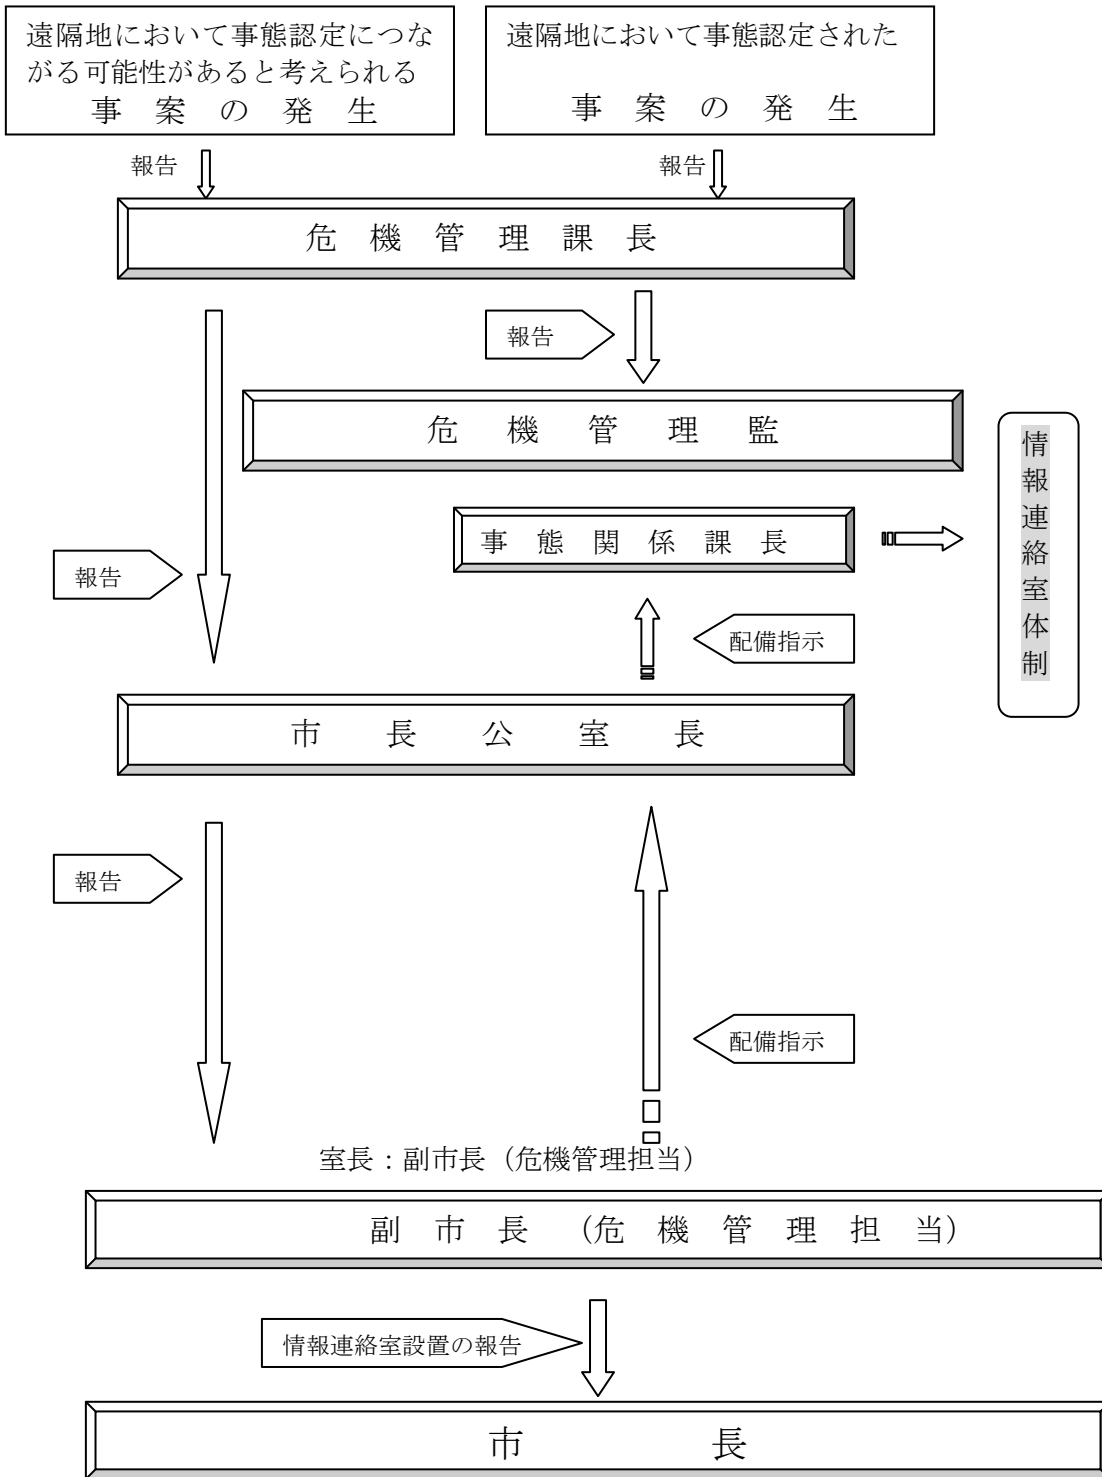 遠隔地において事態認定につな
がる可能性があると考えられる
事案の発生
遠隔地において事態認定された
事案の発生
報告
報告
危機管理課長
報告
危機管理監
情報連絡室体制
事態関係課長
報告
配備指示
市長公室長
報告
配備指示
室長：副市長（危機管理担当）
副市長（危機管理担当）
情報連絡室設置の報告
市長